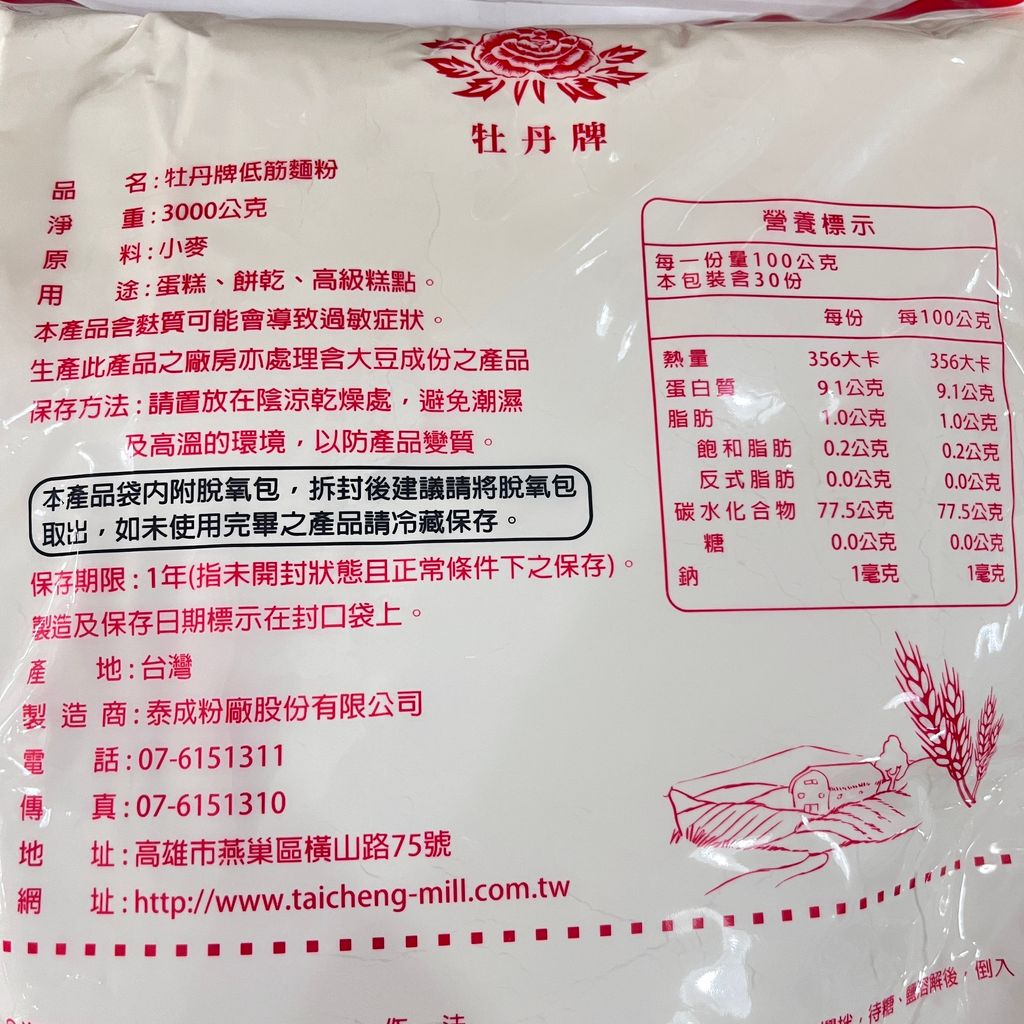 牡丹牌
品 名:牡丹牌低筋麵粉
淨 重:3000公克
原 料:小麥
用 途:蛋糕、餅乾、高級糕點。
本產品含麩質可能會導致過敏症狀。
生產此產品之廠房亦處理含大豆成份之產品
保存方法:請置放在陰涼乾燥處,避免潮濕
及高溫的環境,以防產品變質。
本產品袋內附脫氧包,拆封後建議請將脫氧包
取出,如未使用完畢之產品請冷藏保存。
保存期限:1年(指未開封狀態且正常條件下之保存)。
製造及保存日期標示在封口袋上。
產 地:台灣
製 造 商:泰成粉廠股份有限公司
電 話:07-6151311
傳 真:07-6151310
地 址:高雄市燕巢區橫山路75號
網 址:http://www.taicheng-mill.com.tw
營養標示
每一份量100公克
本包裝含30份
每份 每100公克
熱量 356大卡 356大卡
蛋白質 9.1公克 9.1公克
脂肪 1.0公克 1.0公克
飽和脂肪 0.2公克 0.2公克
反式脂肪 0.0公克 0.0公克
碳水化合物 77.5公克 77.5公克
糖 0.0公克 0.0公克
鈉 1毫克 1毫克
作 法
待糖、鹽溶解後,倒入